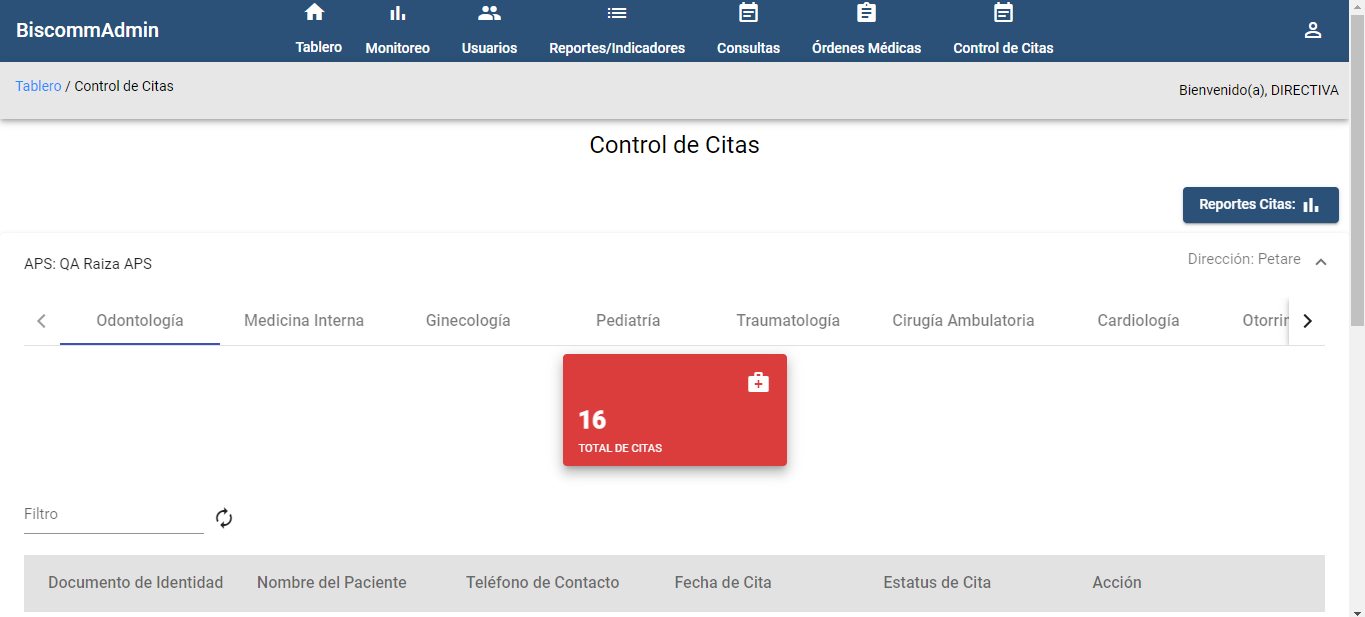 BiscommAdmin
Tablero Monitoreo Usuarios Reportes/Indicadores Consultas Órdenes Médicas Control de Citas
Tablero / Control de Citas
Bienvenido(a), DIRECTIVA
Control de Citas
Reportes Citas:
APS: QA Raiza APS
Dirección: Petare
Odontología Medicina Interna Ginecología Pediatría Traumatología Cirugía Ambulatoria Cardiología
16
TOTAL DE CITAS
Filtro
Documento de Identidad Nombre del Paciente Teléfono de Contacto Fecha de Cita Estatus de Cita Acción